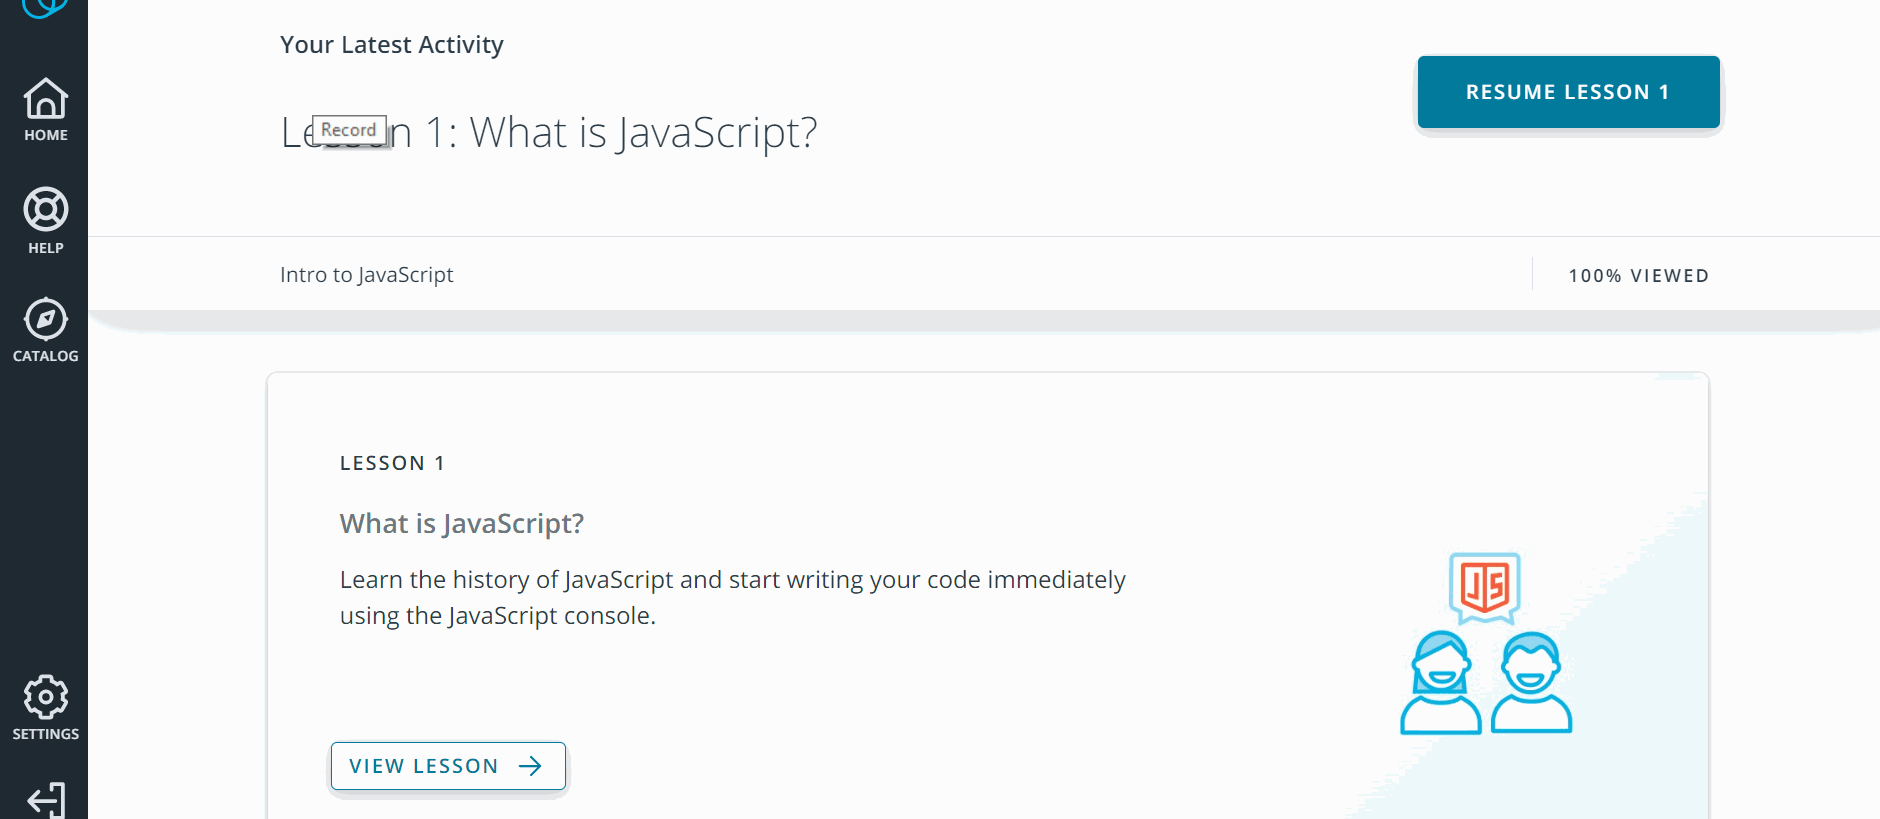 Your Latest Activity
RESUME LESSON 1
Record
n 1: What is JavaScript?
HOME
HELP
CATALOG
SETTINGS
Intro to JavaScript
100% VIEWED
LESSON 1
What is JavaScript?
Learn the history of JavaScript and start writing your code immediately
using the JavaScript console.
JS
VIEW LESSON